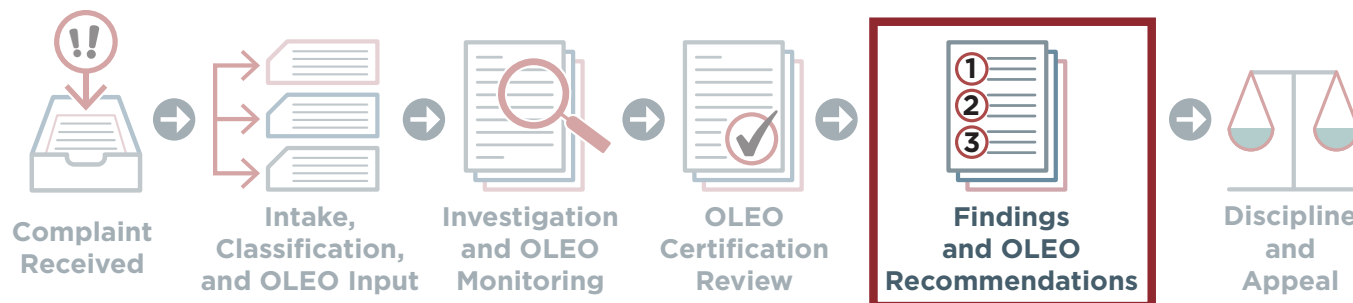 !!
1
2
3
Complaint
Received
Intake,
Classification,
and OLEO Input
Investigation
and OLEO
Monitoring
OLEO
Certification
Review
Findings
and OLEO
Recommendations
Discipline
and
Appeal